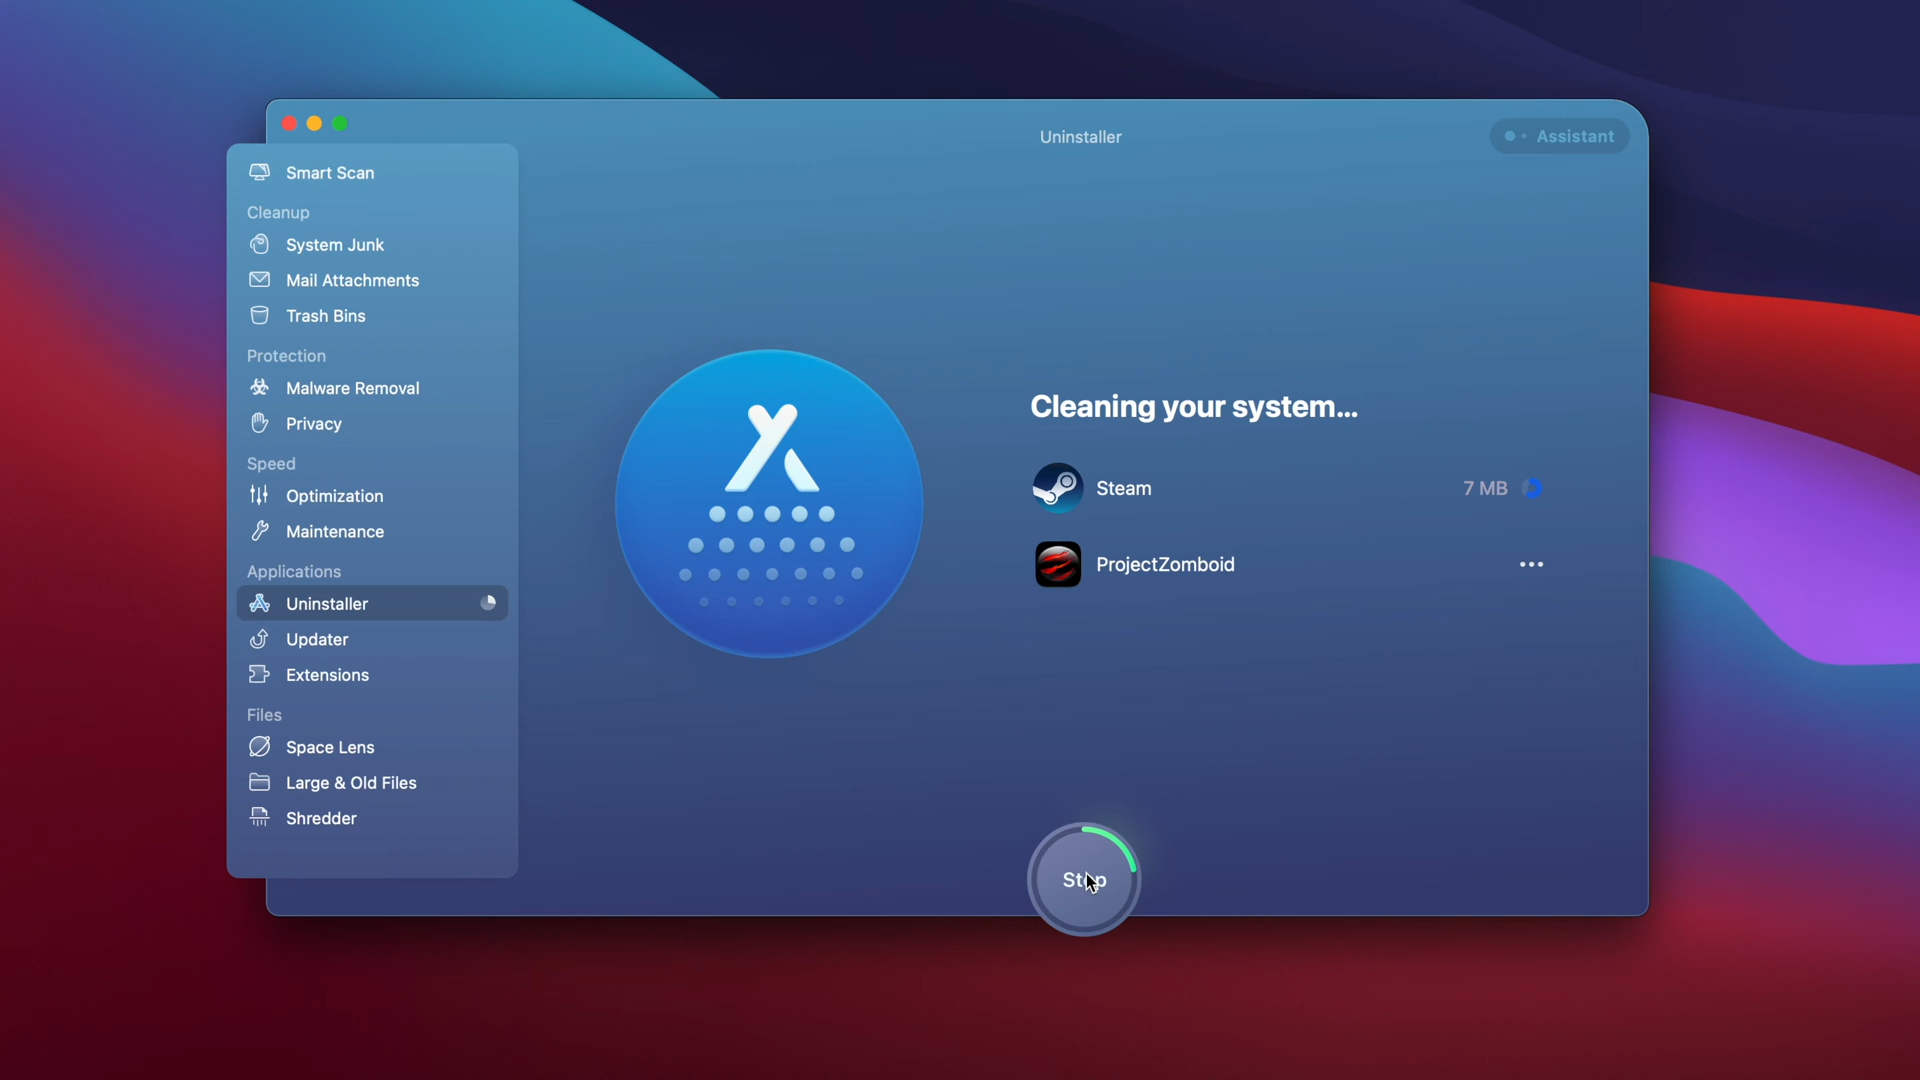 Uninstaller
Assistant
Smart Scan
Cleanup
System Junk
Mail Attachments
Trash Bins
Protection
Malware Removal
Privacy
Speed
Optimization
Maintenance
Applications
Uninstaller
Updater
Extensions
Files
Space Lens
Large & Old Files
Shredder
Cleaning your system...
Steam 7 MB
ProjectZomboid
Stop